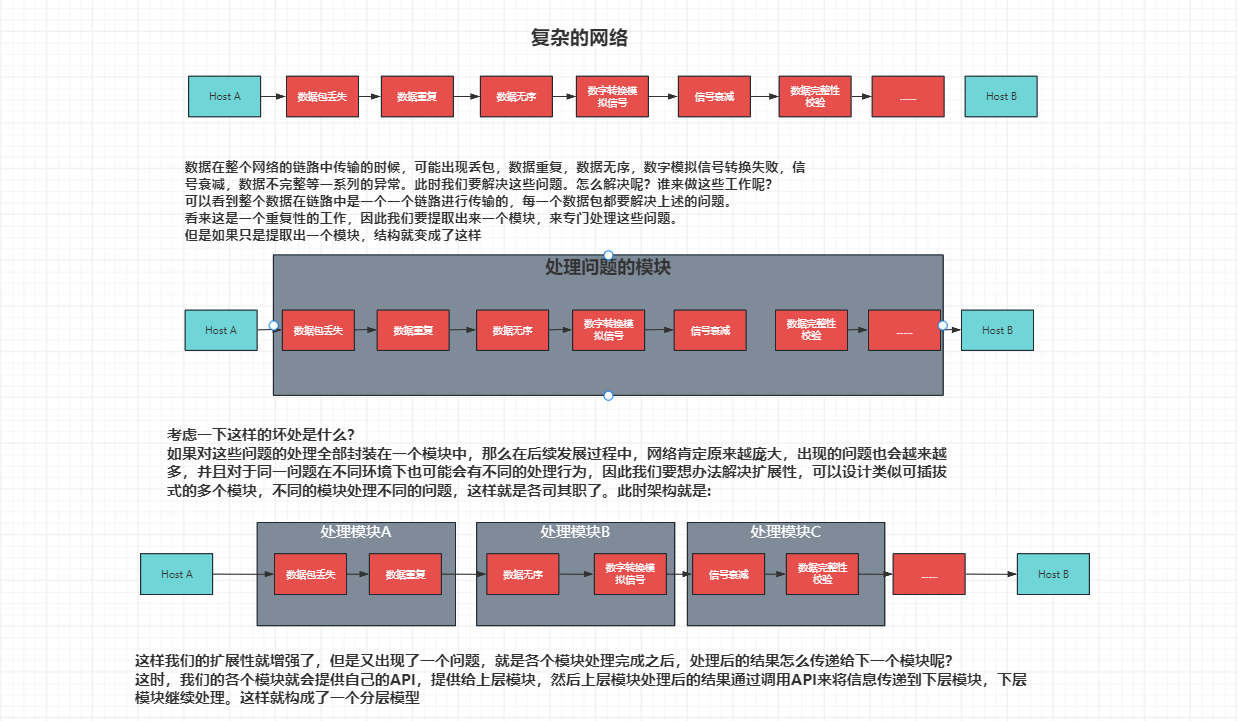 复杂的网络
Host A
数据包丢失
数据重复
数据无序
数字转换模
拟信号
信号衰减
数据完整性
校验
......
Host B
数据在整个网络的链路中传输的时候，可能出现丢包，数据重复，数据无序，数字模拟信号转换失败，信
号衰减，数据不完整等一系列的异常。此时我们要解决这些问题。怎么解决呢？谁来做这些工作呢？
可以看到整个数据在链路中是一个一个链路进行传输的，每一个数据包都要解决上述的问题。
看来这是一个重复性的工作，因此我们要提取出来一个模块，来专门处理这些问题。
但是如果只是提取出一个模块，结构就变成了这样
处理问题的模块
Host A
数据包丢失
数据重复
数据无序
数字转换模
拟信号
信号衰减
数据完整性
校验
......
Host B
考虑一下这样的坏处是什么？
如果对这些问题的处理全部封装在一个模块中，那么在后续发展过程中，网络肯定原来越庞大，出现的问题也会越来越
多，并且对于同一问题在不同环境下也可能会有不同的处理行为，因此我们要想办法解决扩展性，可以设计类似可插拔
式的多个模块，不同的模块处理不同的问题，这样就是各司其职了。此时架构就是:
处理模块A
处理模块B
处理模块C
Host A
数据包丢失
数据重复
数据无序
数字转换模
拟信号
信号衰减
数据完整性
校验
......
Host B
这样我们的扩展性就增强了，但是又出现了一个问题，就是各个模块处理完成之后，处理后的结果怎么传递给下一个模块呢？
这时，我们的各个模块就会提供自己的API，提供给上层模块，然后上层模块处理后的结果通过调用API来将信息传递到下层模块，下层
模块继续处理。这样就构成了一个分层模型